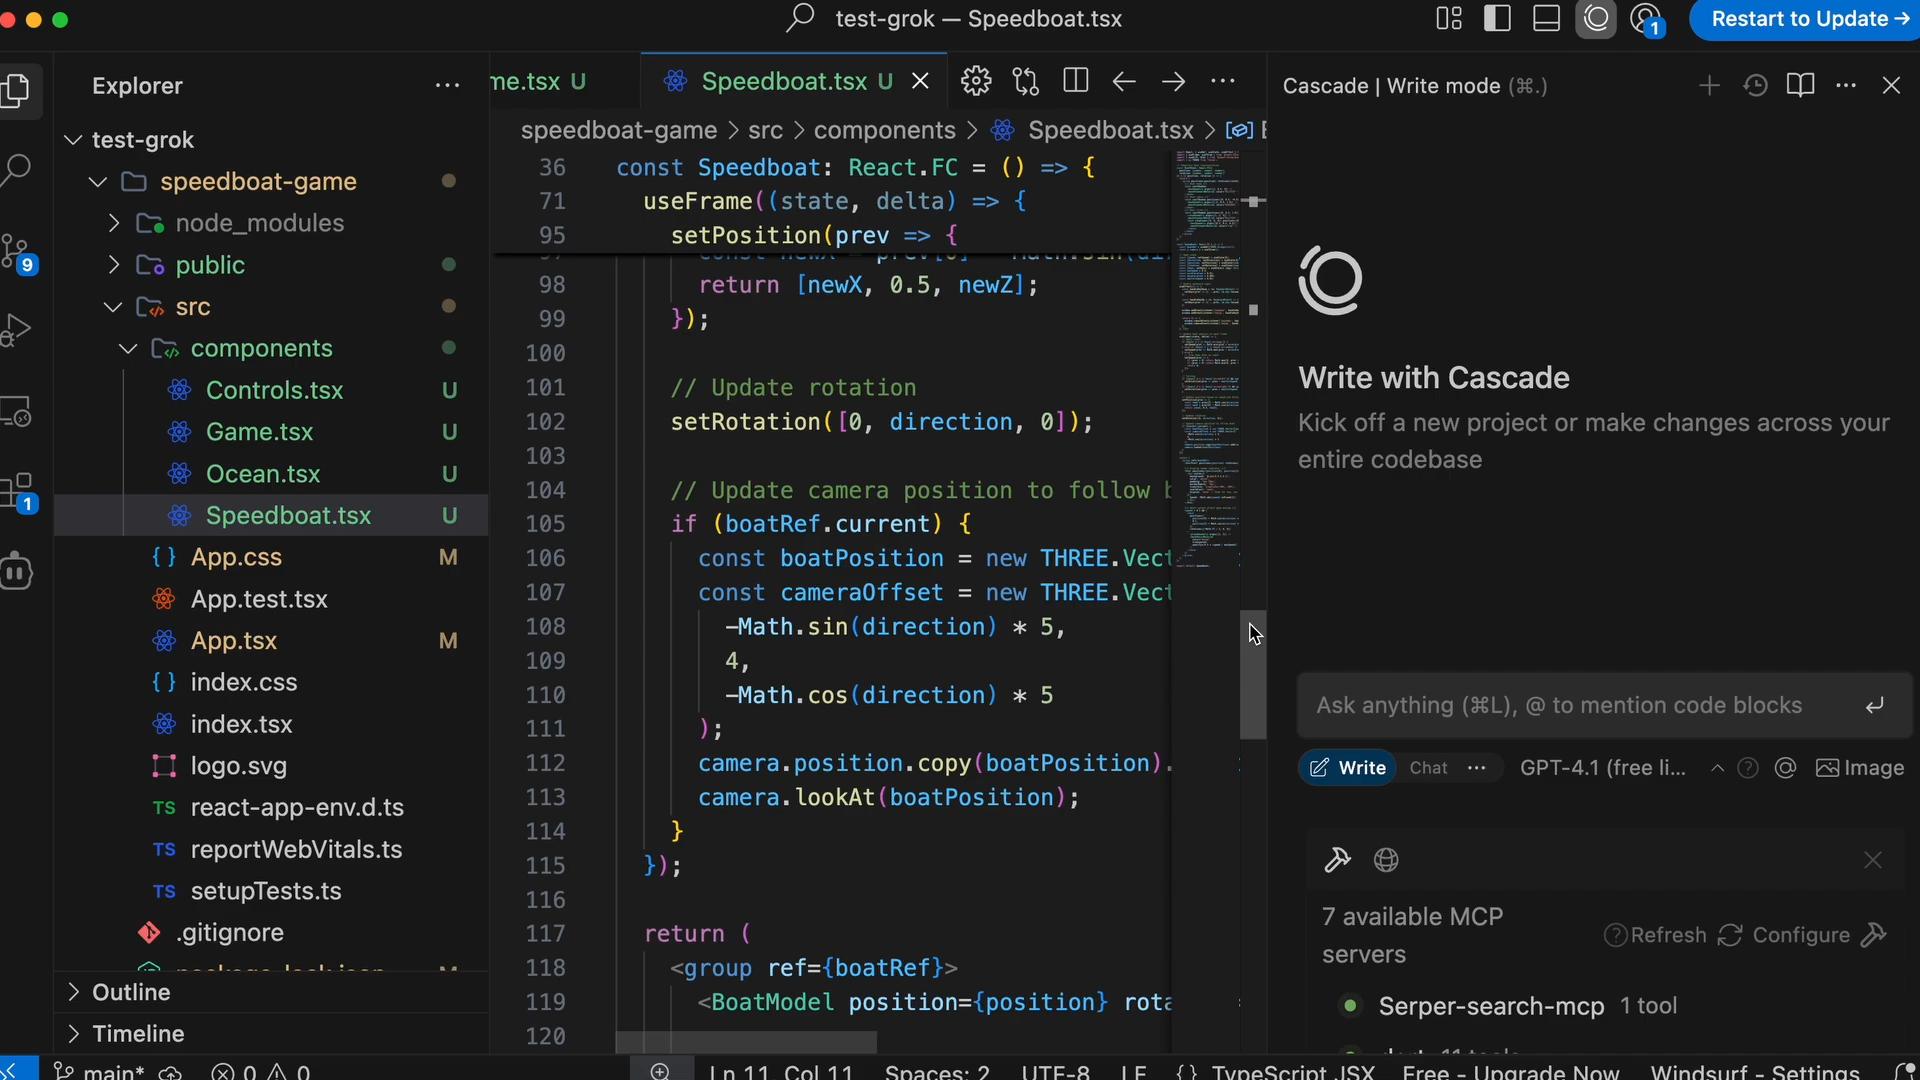 test-grok — Speedboat.tsx
1
Restart to Update →
Explorer
test-grok
speedboat-game
node_modules
public
src
components
Controls.tsx U
Game.tsx U
Ocean.tsx U
Speedboat.tsx U
{} App.css M
App.test.tsx
App.tsx M
{} index.css
index.tsx
logo.svg
TS react-app-env.d.ts
TS reportWebVitals.ts
TS setupTests.ts
.gitignore
Outline
Timeline
9
1
me.tsx U
Speedboat.tsx U
speedboat-game > src > components > Speedboat.tsx >
36 const Speedboat: React.FC = () => {
71 useFrame((state, delta) => {
95 setPosition(prev => {
98 return [newX, 0.5, newZ];
99 });
100
101 // Update rotation
102 setRotation([0, direction, 0]);
103
104 // Update camera position to follow
105 if (boatRef.current) {
106 const boatPosition = new THREE.Vect
107 const cameraOffset = new THREE.Vect
108 -Math.sin(direction) * 5,
109 4,
110 -Math.cos(direction) * 5
111 );
112 camera.position.copy(boatPosition).
113 camera.lookAt(boatPosition);
114 }
115 });
116
117 return (
118 <group ref={boatRef}>
119 <BoatModel position={position} rota
120
Cascade | Write mode (⌘.)
Write with Cascade
Kick off a new project or make changes across your
entire codebase
Ask anything (⌘L), @ to mention code blocks
Write Chat ··· GPT-4.1 (free li... Image
7 available MCP
servers
Refresh Configure
Serper-search-mcp 1 tool
main* 0 0
Ln 11, Col 11 Spaces: 2 UTF-8 LF {} TypeScript JSX Free - Upgrade Now Windsurf - Settings